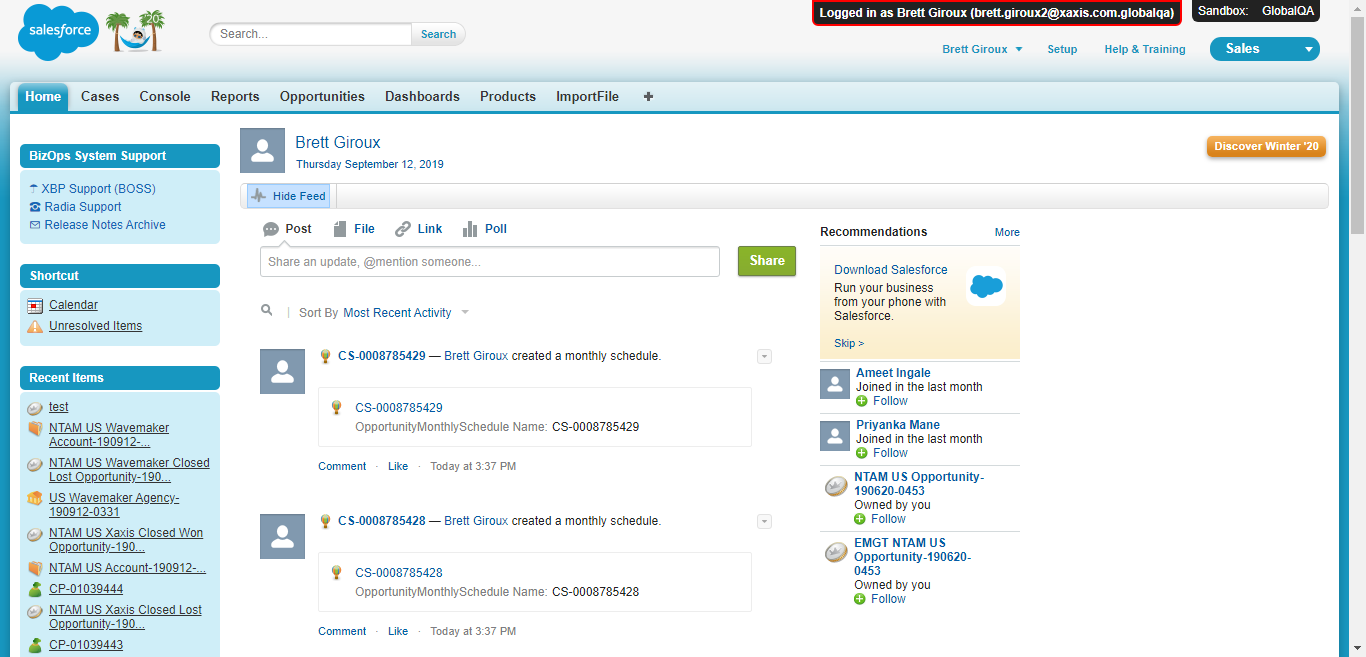 Logged in as Brett Giroux (brett.giroux2@xaxis.com.globalqa)
Sandbox: GlobalQA
salesforce
20
Search...
Search
Brett Giroux
Setup
Help & Training
Sales
Home
Cases
Console
Reports
Opportunities
Dashboards
Products
ImportFile
+
BizOps System Support
XBP Support (BOSS)
Radia Support
Release Notes Archive
Shortcut
Calendar
Unresolved Items
Recent Items
test
NTAM US Wavemaker
Account-190912-...
NTAM US Wavemaker Closed
Lost Opportunity-190...
US Wavemaker Agency-
190912-0331
NTAM US Xaxis Closed Won
Opportunity-190...
NTAM US Account-190912-...
CP-01039444
NTAM US Xaxis Closed Lost
Opportunity-190...
CP-01039443
Brett Giroux
Thursday September 12, 2019
Discover Winter '20
Hide Feed
Post
File
Link
Poll
Share an update, @mention someone...
Share
Sort By Most Recent Activity
CS-0008785429 — Brett Giroux created a monthly schedule.
CS-0008785429
OpportunityMonthlySchedule Name: CS-0008785429
Comment · Like · Today at 3:37 PM
CS-0008785428 — Brett Giroux created a monthly schedule.
CS-0008785428
OpportunityMonthlySchedule Name: CS-0008785428
Comment · Like · Today at 3:37 PM
Recommendations
More
Download Salesforce
Run your business
from your phone with
Salesforce.
Skip >
Ameet Ingale
Joined in the last month
Follow
Priyanka Mane
Joined in the last month
Follow
NTAM US Opportunity-
190620-0453
Owned by you
Follow
EMGT NTAM US
Opportunity-190620-
0453
Owned by you
Follow